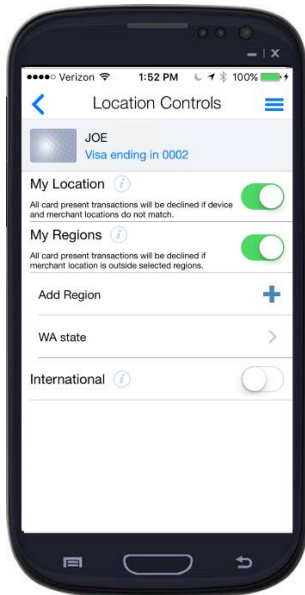 Verizon 1:52 PM 100%
Location Controls
JOE
Visa ending in 0002
My Location i
All card present transactions will be declined if device
and merchant locations do not match.
My Regions i
All card present transactions will be declined if
merchant location is outside selected regions.
Add Region
WA state
International i